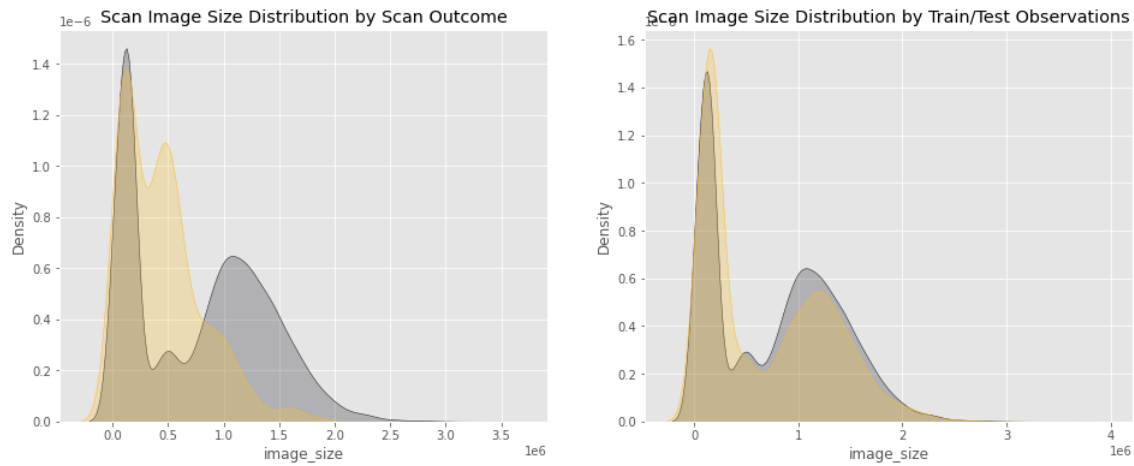 Scan Image Size Distribution by Scan Outcome
1e−6
1.4
1.2
1.0
0.8
0.6
0.4
0.2
0.0
Density
0.0 0.5 1.0 1.5 2.0 2.5 3.0 3.5
1e6
image_size
Scan Image Size Distribution by Train/Test Observations
1e−6
1.6
1.4
1.2
1.0
0.8
0.6
0.4
0.2
0.0
Density
0 1 2 3 4
1e6
image_size